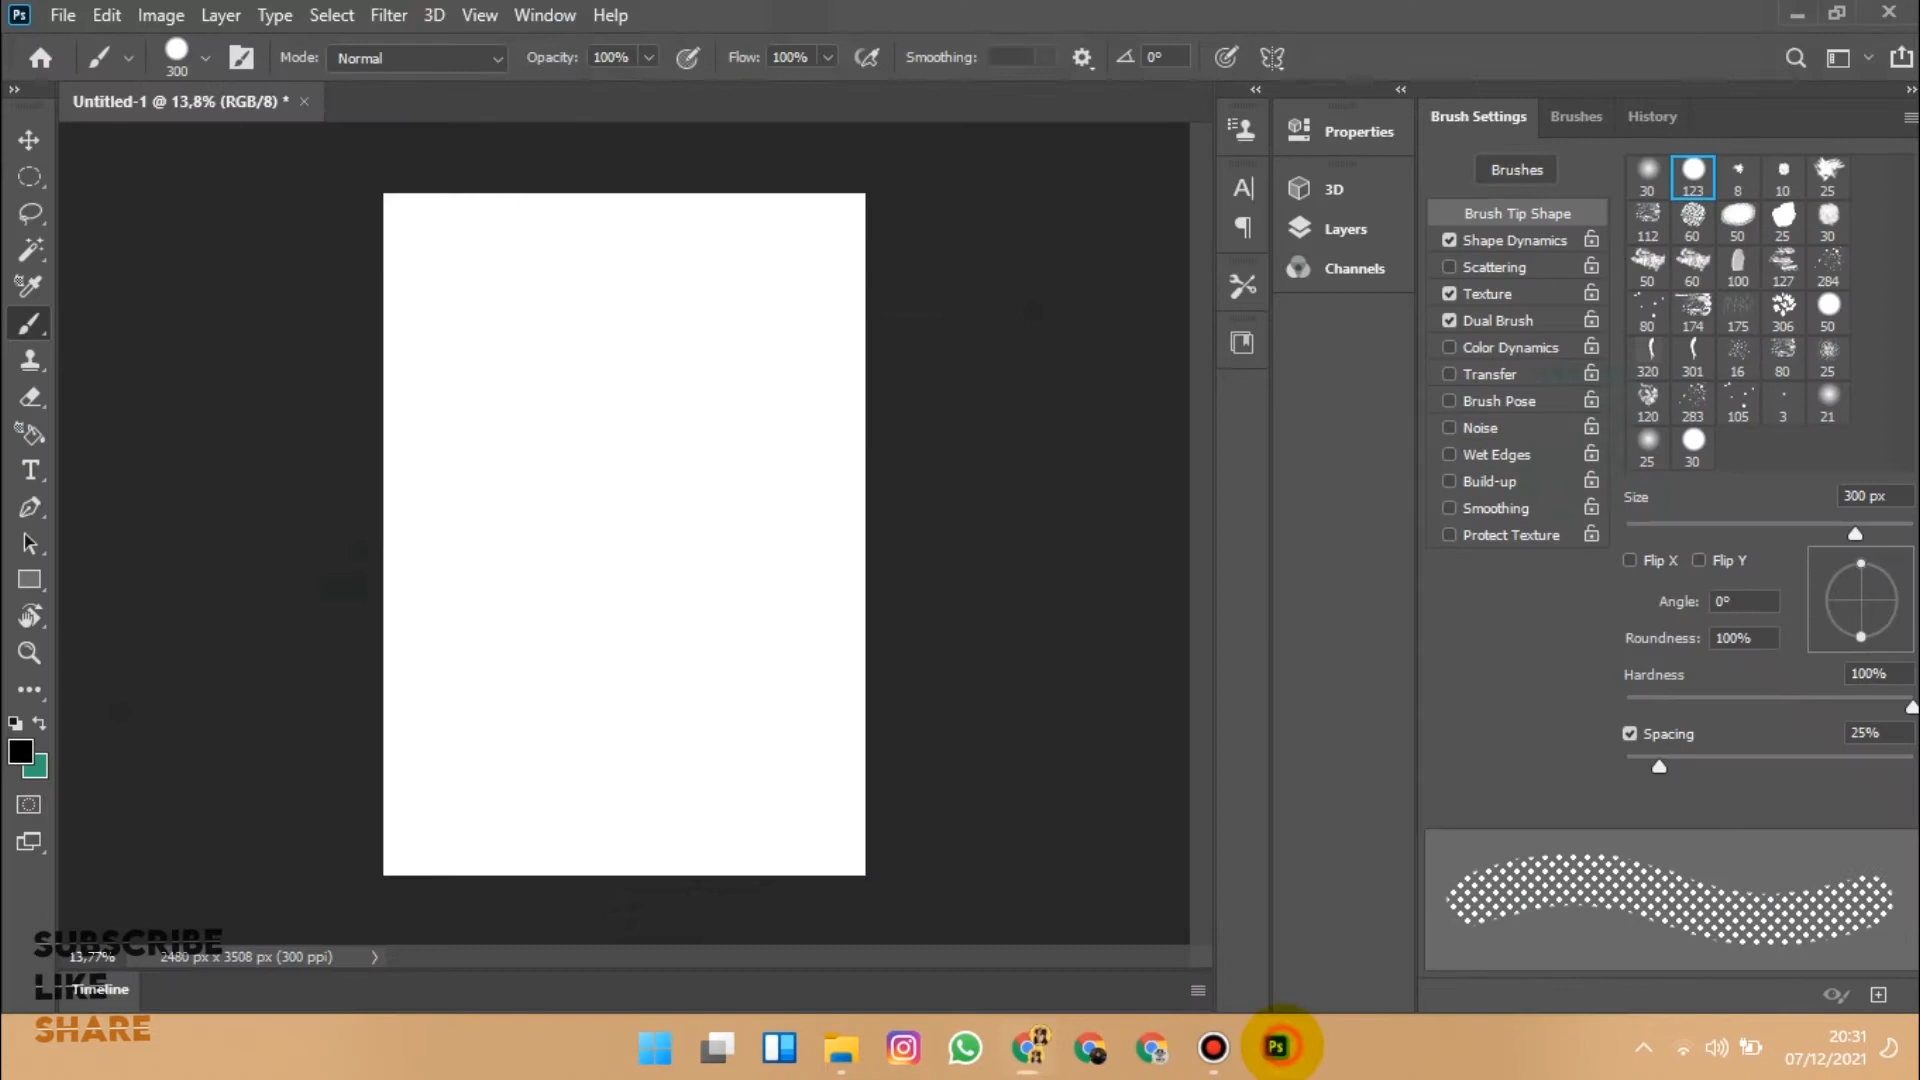 Ps File Edit Image Layer Type Select Filter 3D View Window Help
300 Mode: Normal Opacity: 100% Flow: 100% Smoothing: 0°
Untitled-1 @ 13,8% (RGB/8) * ×
Properties
3D
Layers
Channels
Brush Settings Brushes History
Brushes
Brush Tip Shape
Shape Dynamics
Scattering
Texture
Dual Brush
Color Dynamics
Transfer
Brush Pose
Noise
Wet Edges
Build-up
Smoothing
Protect Texture
30 123 8 10 25
112 60 50 25 30
50 60 100 127 284
80 174 175 306 50
320 301 16 80 25
120 283 105 3 21
25 30
Size 300 px
Flip X Flip Y
Angle: 0°
Roundness: 100%
Hardness 100%
Spacing 25%
SUBSCRIBE
13,77% 2480 px x 3508 px (300 ppi)
LIKE
Timeline
SHARE
Ps
20:31
07/12/2021